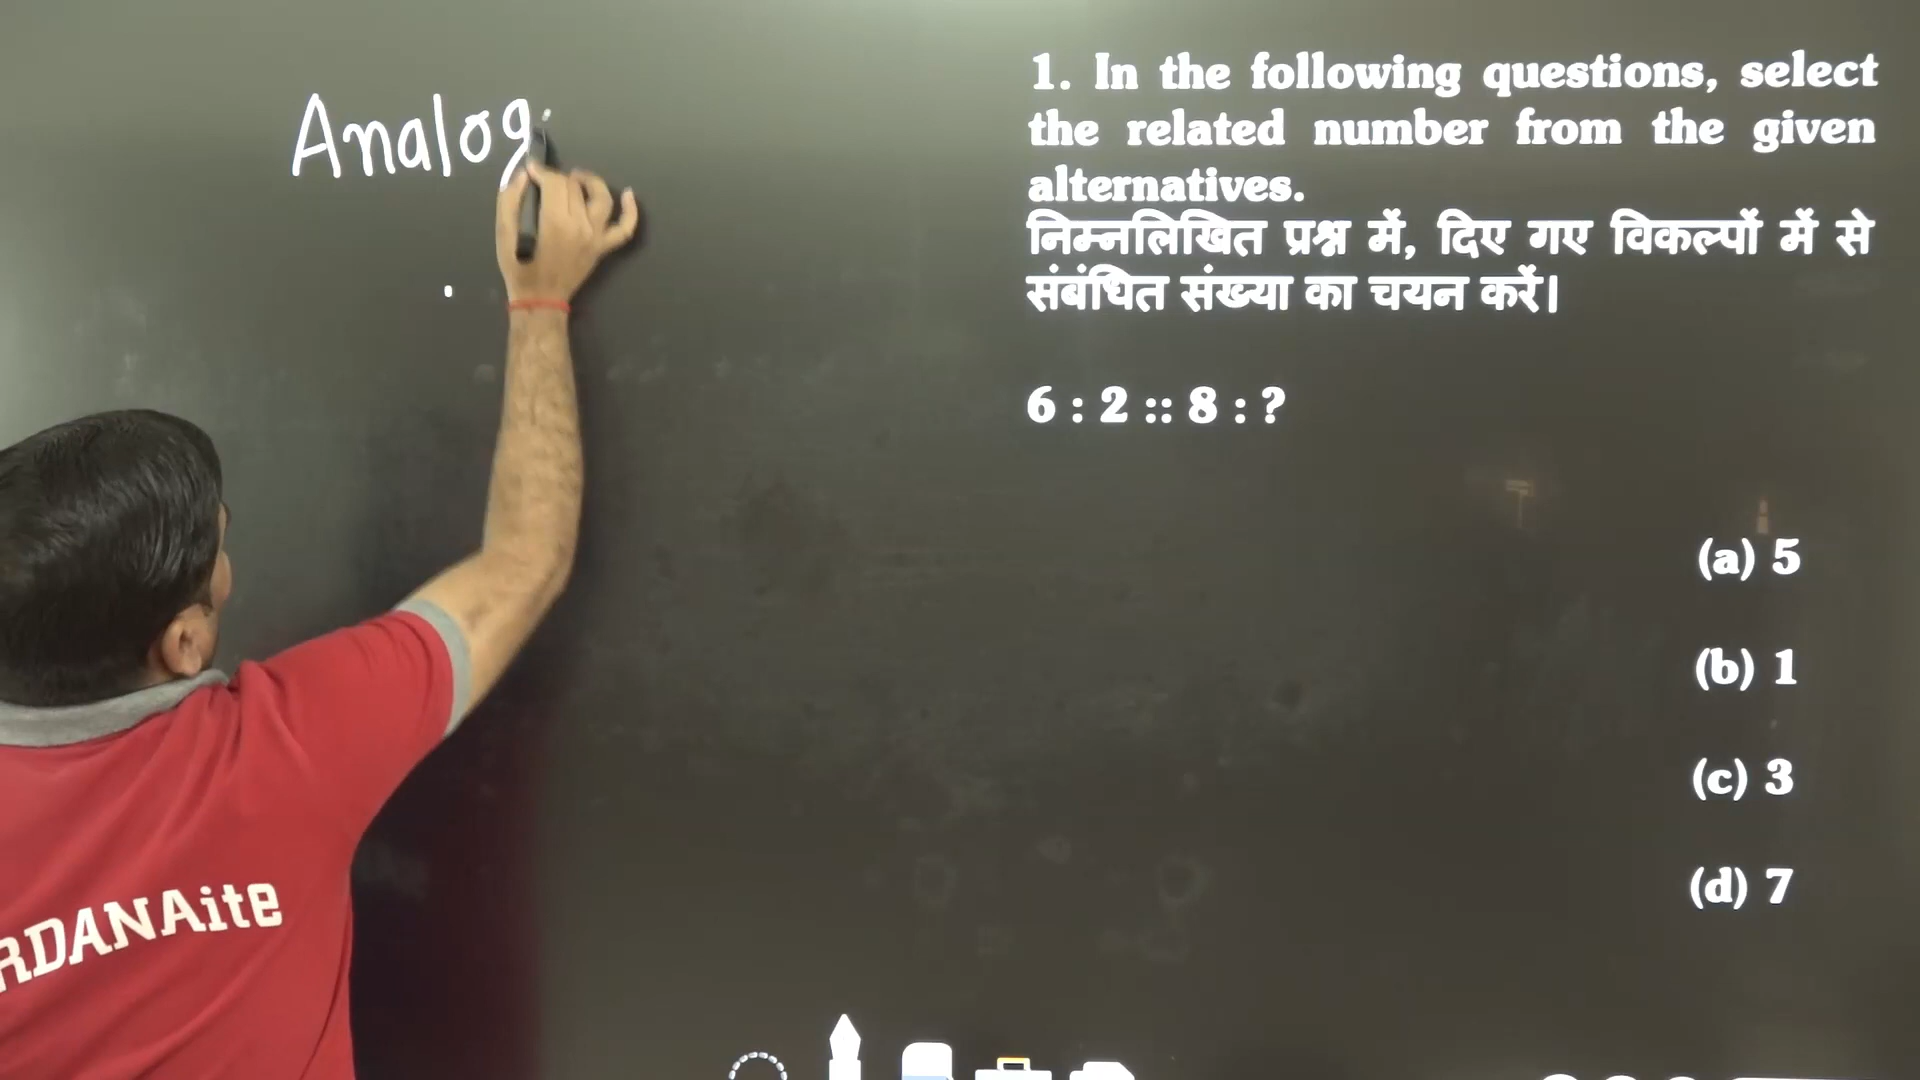 Analog
1. In the following questions, select
the related number from the given
alternatives.
निम्नलिखित प्रश्न में, दिए गए विकल्पों में से
संबंधित संख्या का चयन करें।
6 : 2 :: 8 : ?
(a) 5
(b) 1
(c) 3
(d) 7
RDANAite